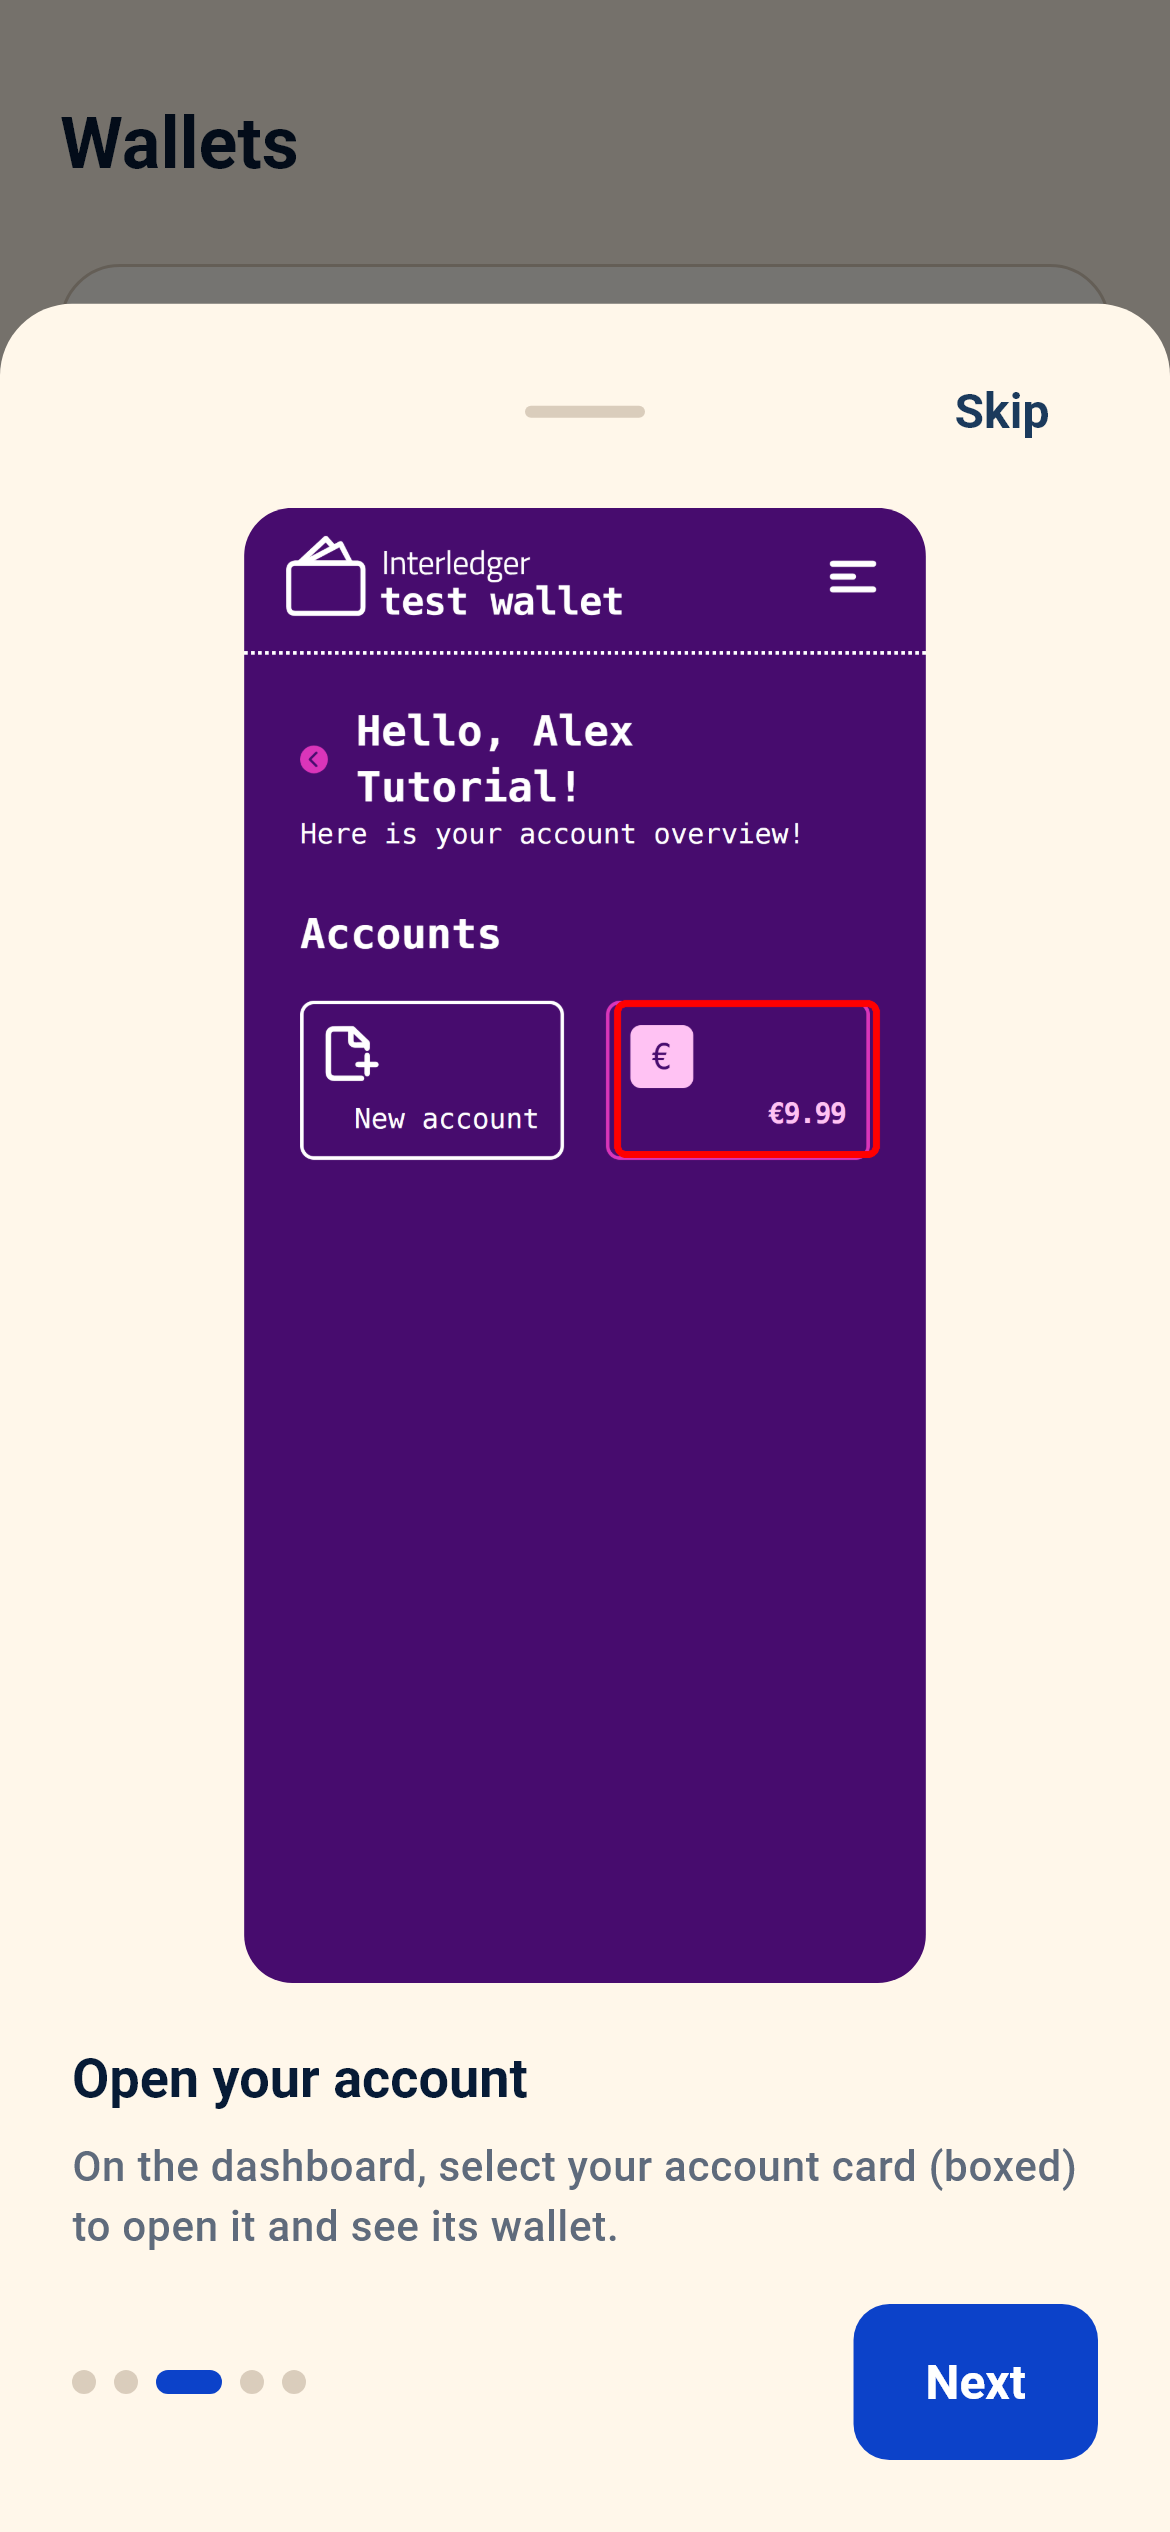 Wallets
Skip
Interledger
test wallet
Hello, Alex
Tutorial!
Here is your account overview!
Accounts
New account
€
€9.99
Open your account
On the dashboard, select your account card (boxed)
to open it and see its wallet.
Next